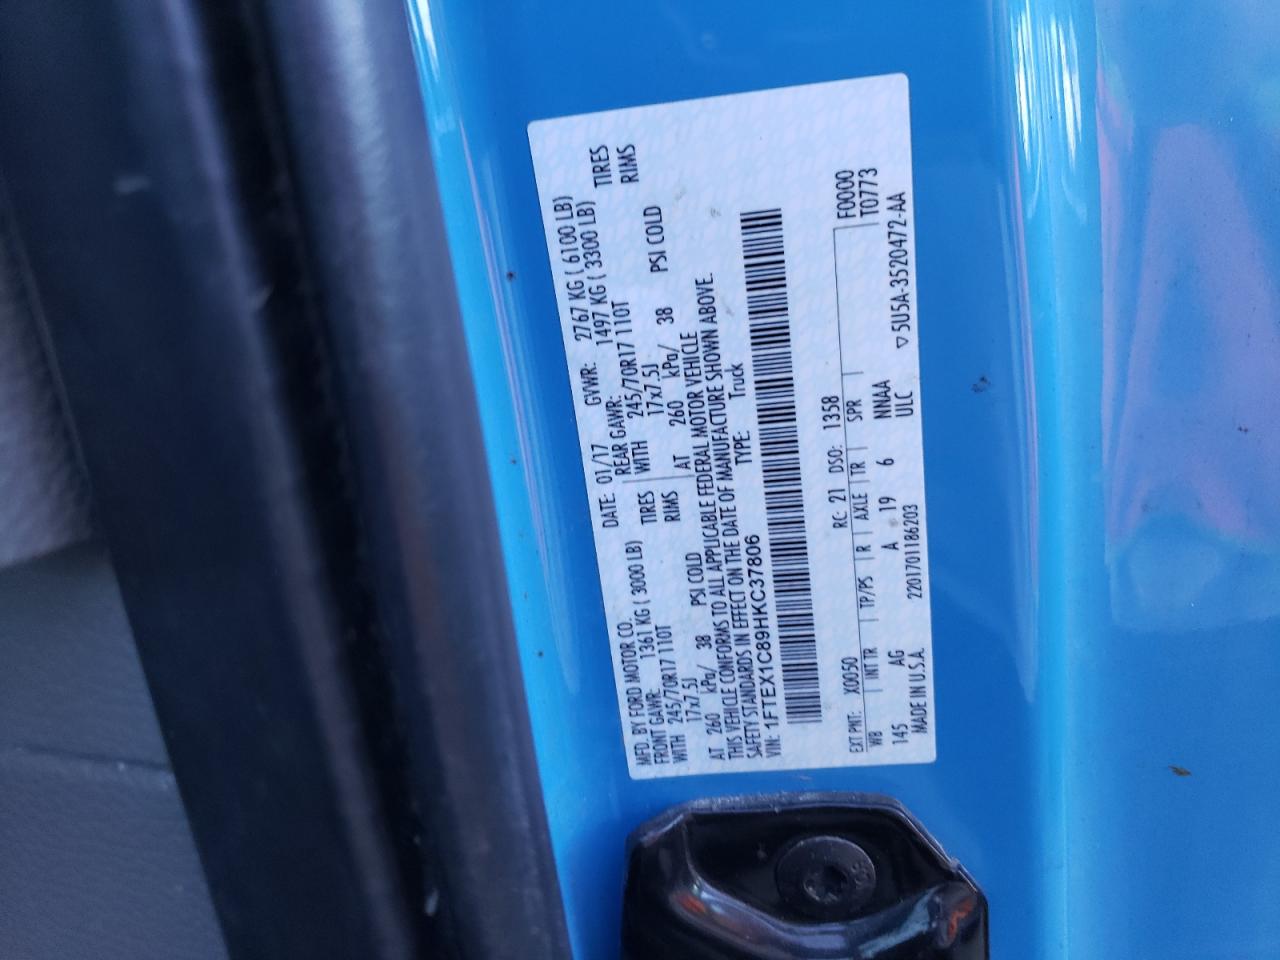 MFD. BY FORD MOTOR CO.
DATE: 01/17 GVWR: 2767 KG ( 6100 LB)
FRONT GAWR: 1361 KG ( 3000 LB) REAR GAWR: 1497 KG ( 3300 LB)
WITH 245/70R17 110T TIRES WITH 245/70R17 110T TIRES
17x7.5J RIMS 17x7.5J RIMS
AT 260 kPa/ 38 PSI COLD AT 260 kPa/ 38 PSI COLD
THIS VEHICLE CONFORMS TO ALL APPLICABLE FEDERAL MOTOR VEHICLE
SAFETY STANDARDS IN EFFECT ON THE DATE OF MANUFACTURE SHOWN ABOVE.
VIN: 1FTEX1C89HKC37806 TYPE: Truck
EXT PNT: X0050 RC: 21 DSO: 1358 F0000
WB INT TR TP/PS R AXLE TR SPR T0773
145 AG A 19 6 NNAA
MADE IN U.S.A. 2201701186203 ULC ▽5U5A-3520472-AA